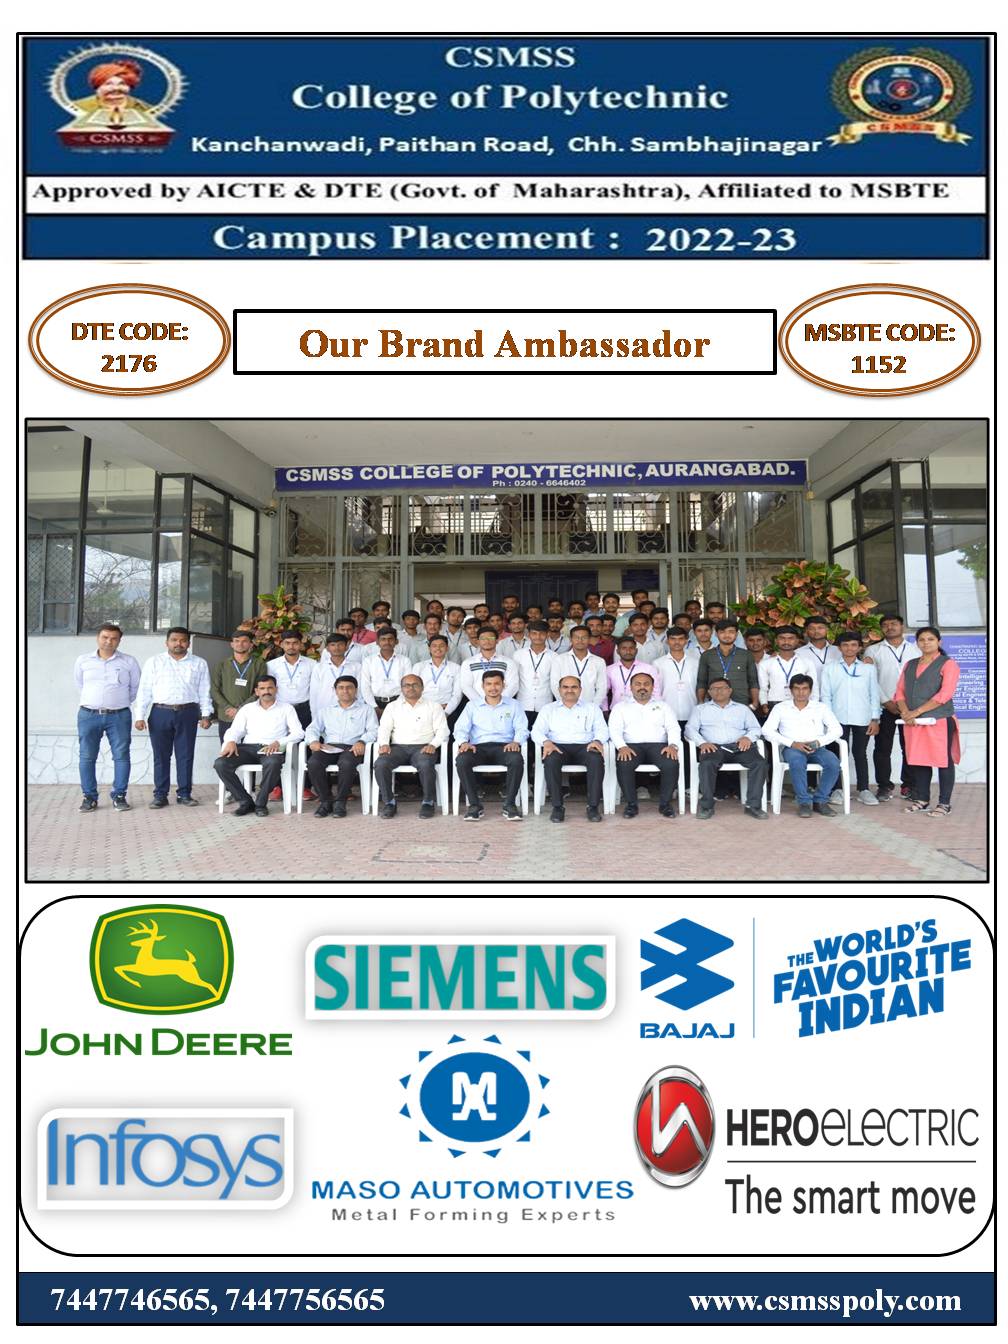 CSMSS
College of Polytechnic
Kanchanwadi, Paithan Road, Chh. Sambhajinagar
CSMSS
CSMSS
Approved by AICTE & DTE (Govt. of Maharashtra), Affiliated to MSBTE
Campus Placement : 2022-23
DTE CODE:
2176
Our Brand Ambassador
MSBTE CODE:
1152
CSMSS COLLEGE OF POLYTECHNIC, AURANGABAD.
Ph : 0240 - 6646402
JOHN DEERE
SIEMENS
BAJAJ
THE WORLD'S
FAVOURITE
INDIAN
Infosys
MASO AUTOMOTIVES
Metal Forming Experts
HEROELECTRIC
The smart move
7447746565, 7447756565
www.csmsspoly.com